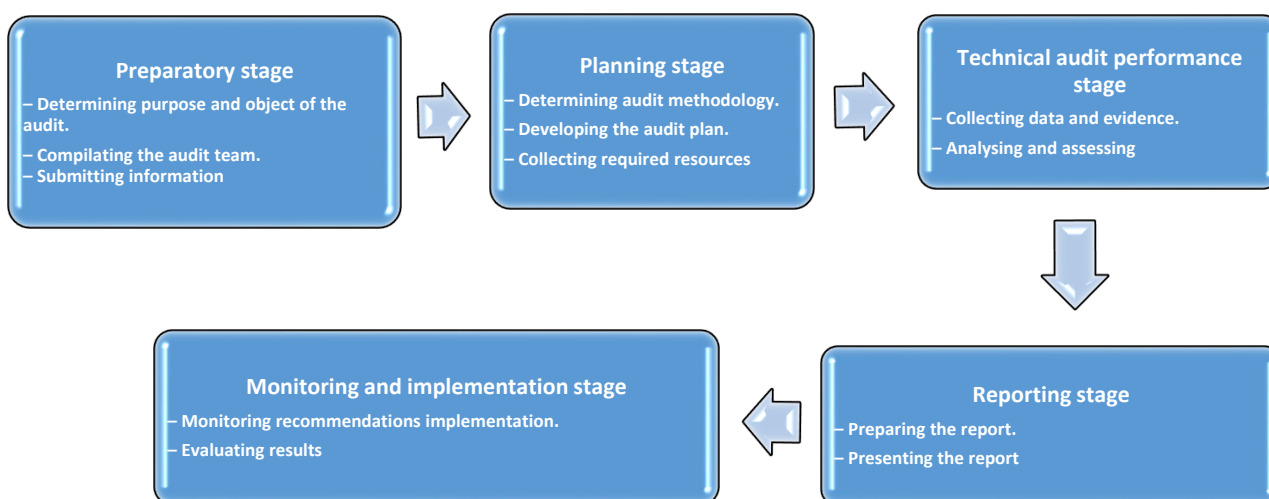 Preparatory stage
– Determining purpose and object of the
audit.
– Compilating the audit team.
– Submitting information
Planning stage
– Determining audit methodology.
– Developing the audit plan.
– Collecting required resources
Technical audit performance
stage
– Collecting data and evidence.
– Analysing and assessing
Reporting stage
– Preparing the report.
– Presenting the report
Monitoring and implementation stage
– Monitoring recommendations implementation.
– Evaluating results